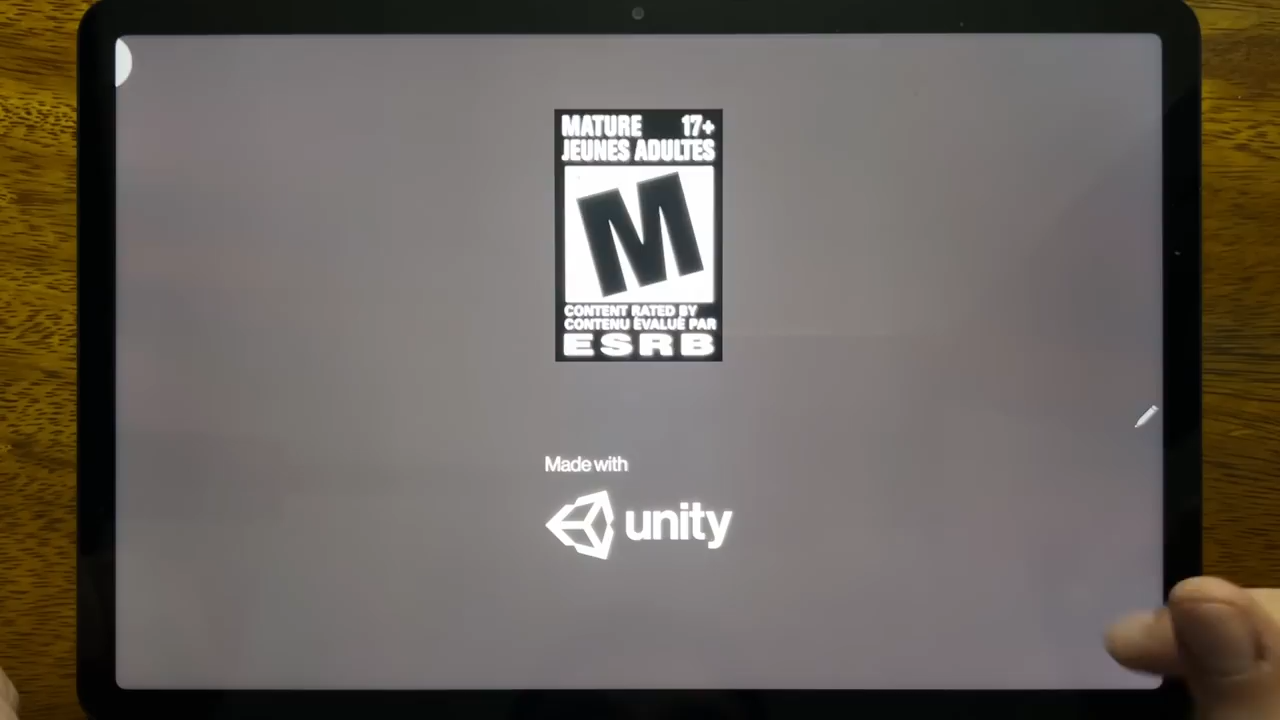 MATURE 17+
JEUNES ADULTES
M
CONTENT RATED BY
CONTENU ÉVALUÉ PAR
ESRB
Made with
unity